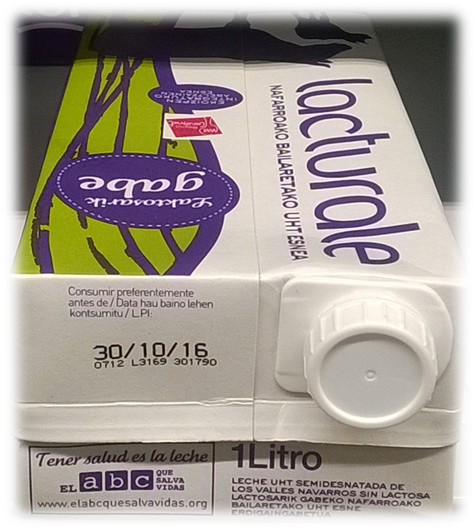 lacturale
NAFARROAKO BAILARETAKO UHT ESNEA
Laktosarik
gabe
Consumir preferentemente
antes de / Data hau baino lehen
kontsumitu / L.PI:
30/10/16
0712 L3169 301790
Tener salud es la leche
EL abc QUE
SALVA
VIDAS
www.elabcquesalvavidas.org
1Litro
LECHE UHT SEMIDESNATADA DE
LOS VALLES NAVARROS SIN LACTOSA
LACTOSARIK GABEKO NAFARROAKO
BAILARETAKO UHT ESNE
ERDIGAINGABETUA